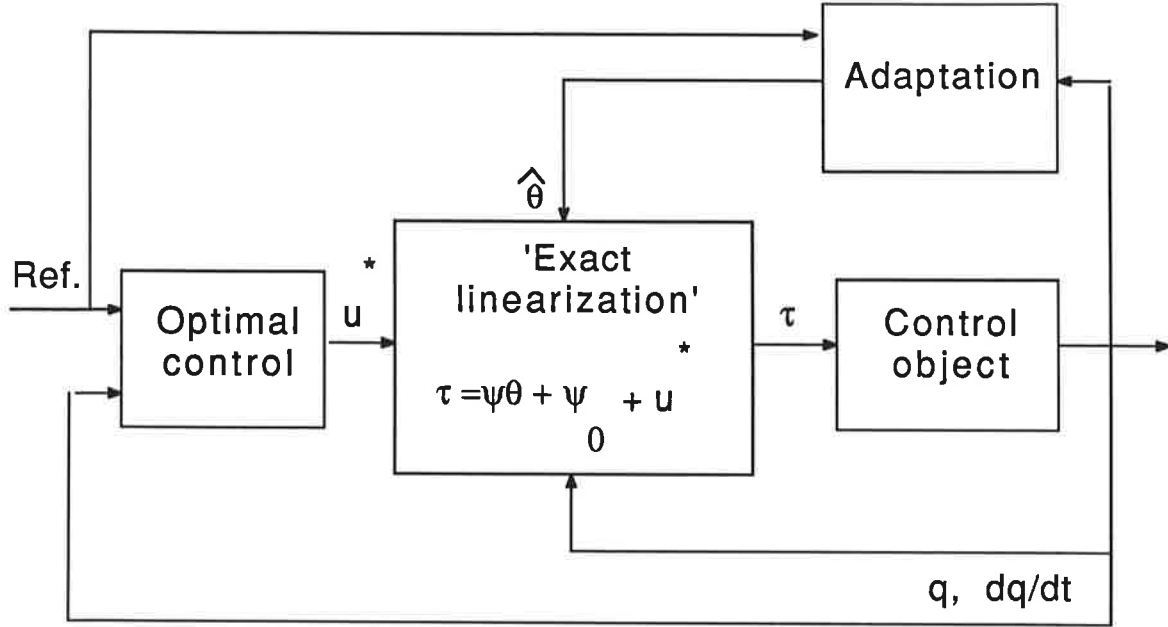 Adaptation
^
θ
Ref.
Optimal
control
u*
'Exact
linearization'
τ =ψθ + ψ0 + u*
τ
Control
object
q, dq/dt